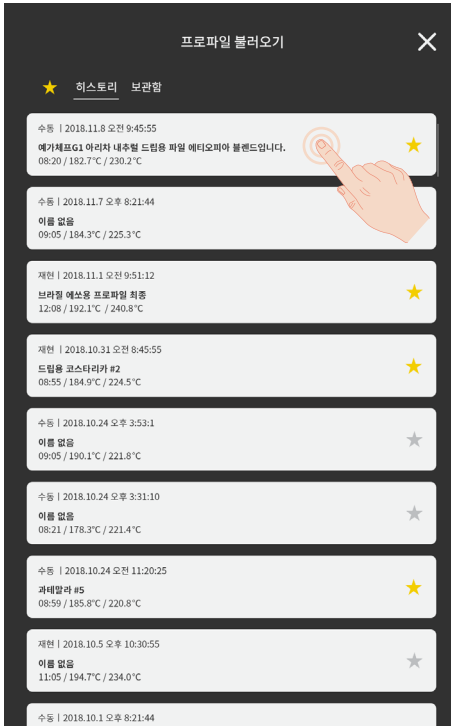 프로파일 불러오기
히스토리 보관함
수동 | 2018.11.8 오전 9:45:55
예가체프G1 아리차 내추럴 드립용 파일 에티오피아 블렌드입니다.
08:20 / 182.7°C / 230.2°C
수동 | 2018.11.7 오후 8:21:44
이름 없음
09:05 / 184.3°C / 225.3°C
재현 | 2018.11.1 오전 9:51:12
브라질 에쏘용 프로파일 최종
12:08 / 192.1°C / 240.8°C
재현 | 2018.10.31 오전 8:45:55
드립용 코스타리카 #2
08:55 / 184.9°C / 224.5°C
수동 | 2018.10.24 오후 3:53:1
이름 없음
09:05 / 190.1°C / 221.8°C
수동 | 2018.10.24 오후 3:31:10
이름 없음
08:21 / 178.3°C / 221.4°C
수동 | 2018.10.24 오전 11:20:25
과테말라 #5
08:59 / 185.8°C / 220.8°C
재현 | 2018.10.5 오후 10:30:55
이름 없음
11:05 / 194.7°C / 234.0°C
수동 | 2018.10.1 오후 8:21:44